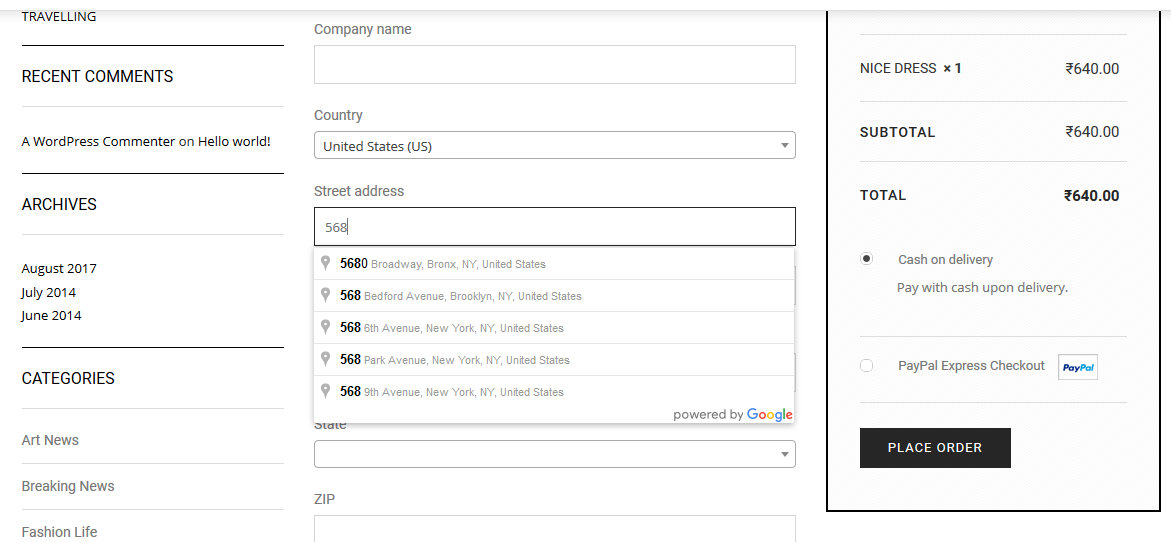 TRAVELLING
RECENT COMMENTS
A WordPress Commenter on Hello world!
ARCHIVES
August 2017
July 2014
June 2014
CATEGORIES
Art News
Breaking News
Fashion Life
Company name
Country
United States (US)
Street address
568
5680 Broadway, Bronx, NY, United States
568 Bedford Avenue, Brooklyn, NY, United States
568 6th Avenue, New York, NY, United States
568 Park Avenue, New York, NY, United States
568 9th Avenue, New York, NY, United States
powered by Google
State
ZIP
NICE DRESS × 1 ₹640.00
SUBTOTAL ₹640.00
TOTAL ₹640.00
Cash on delivery
Pay with cash upon delivery.
PayPal Express Checkout PayPal
PLACE ORDER